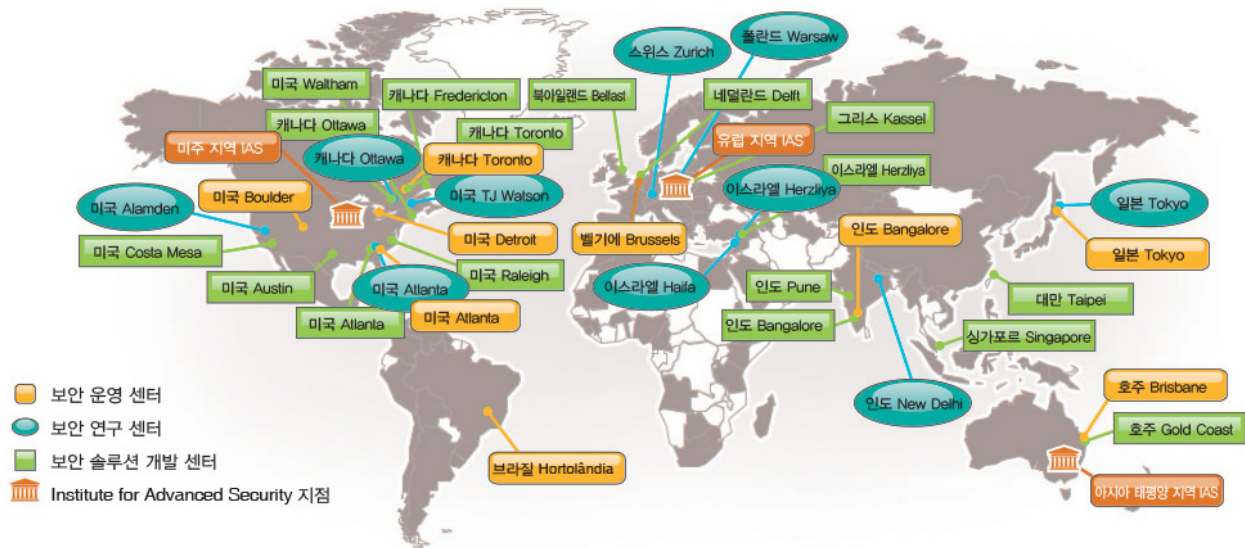 스위스 Zurich
폴란드 Warsaw
미국 Waltham
캐나다 Fredericton
북아일랜드 Belfast
네덜란드 Delft
캐나다 Ottawa
캐나다 Toronto
그리스 Kassel
미주 지역 IAS
캐나다 Ottawa
캐나다 Toronto
유럽 지역 IAS
이스라엘 Herzliya
이스라엘 Herzliya
미국 Boulder
미국 TJ Watson
미국 Alamden
일본 Tokyo
미국 Detroit
벨기에 Brussels
인도 Bangalore
미국 Costa Mesa
일본 Tokyo
미국 Raleigh
미국 Austin
미국 Atlanta
이스라엘 Haifa
인도 Pune
대만 Taipei
미국 Atlanta
미국 Atlanta
인도 Bangalore
싱가포르 Singapore
보안 운영 센터
호주 Brisbane
인도 New Delhi
보안 연구 센터
호주 Gold Coast
보안 솔루션 개발 센터
브라질 Hortolândia
Institute for Advanced Security 지점
아시아 태평양 지역 IAS